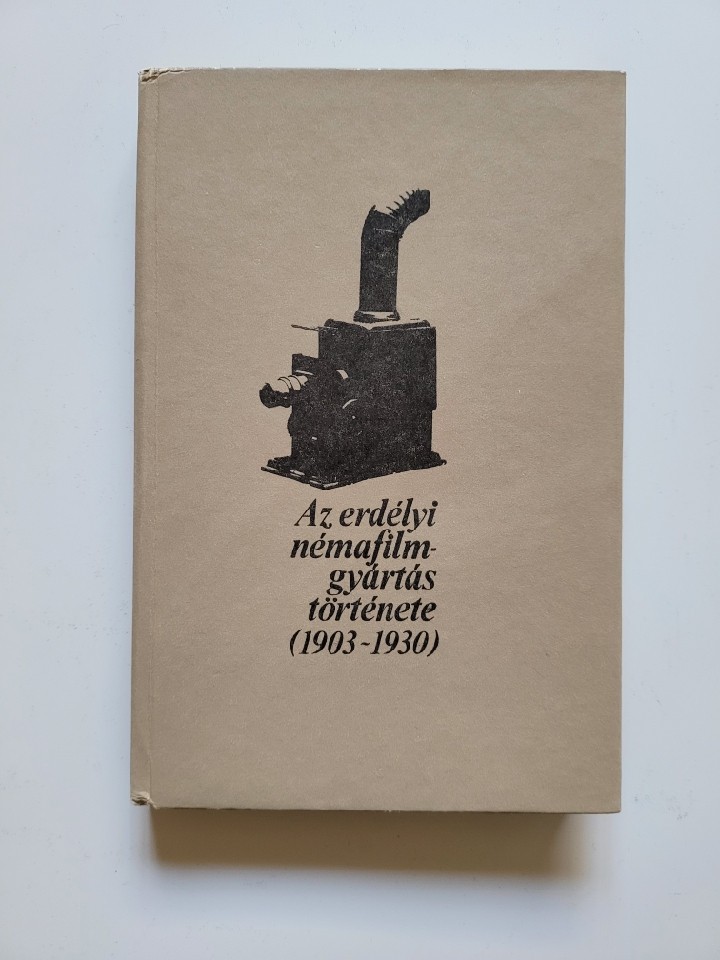 Az erdélyi
némafilm-
gyártás
története
(1903-1930)